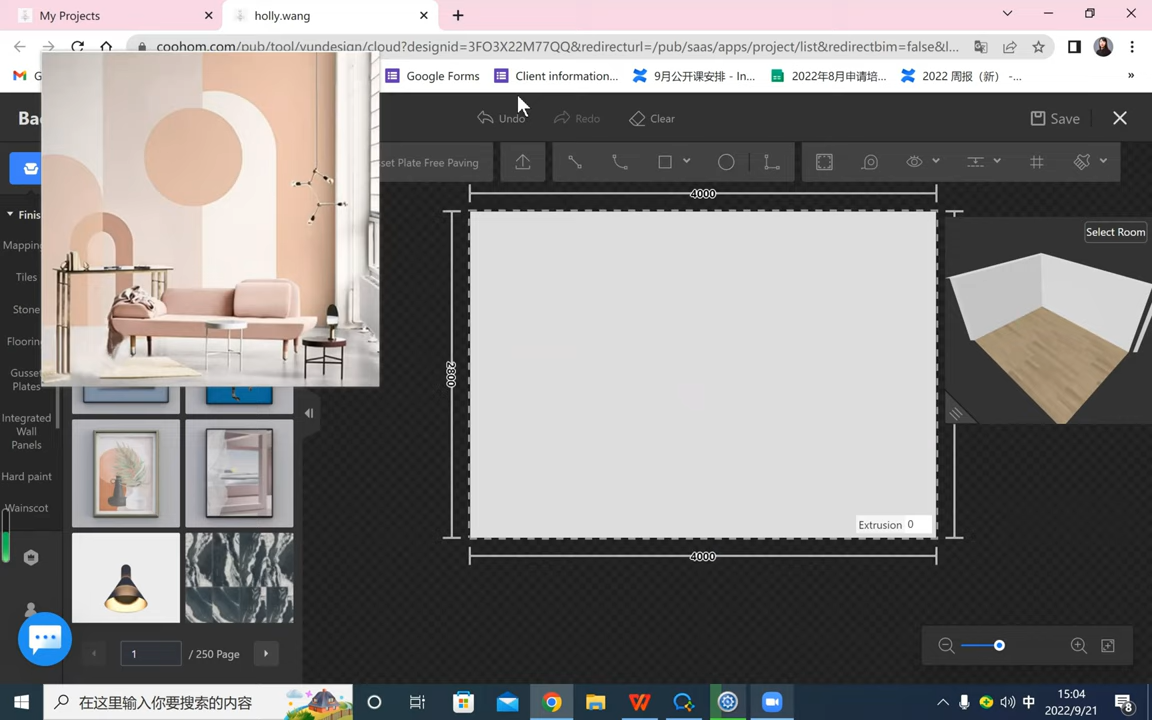 My Projects
holly.wang
coohom.com/pub/tool/yundesign/cloud?designid=3FO3X22M77QQ&redirecturl=/pub/saas/apps/project/list&redirectbim=false&l...
G
Google Forms
Client information...
9月公开课安排 - In...
2022年8月申请培...
2022 周报（新） -...
»
Bac
Undo
Redo
Clear
Save
sset Plate Free Paving
Finis
Mapping
Tiles
Stone
Floorin
Gusset
Plates
Integrated
Wall
Panels
Hard paint
Wainscot
4000
2800
4000
Extrusion 0
Select Room
1 / 250 Page
在这里输入你要搜索的内容
中
15:04
2022/9/21
8